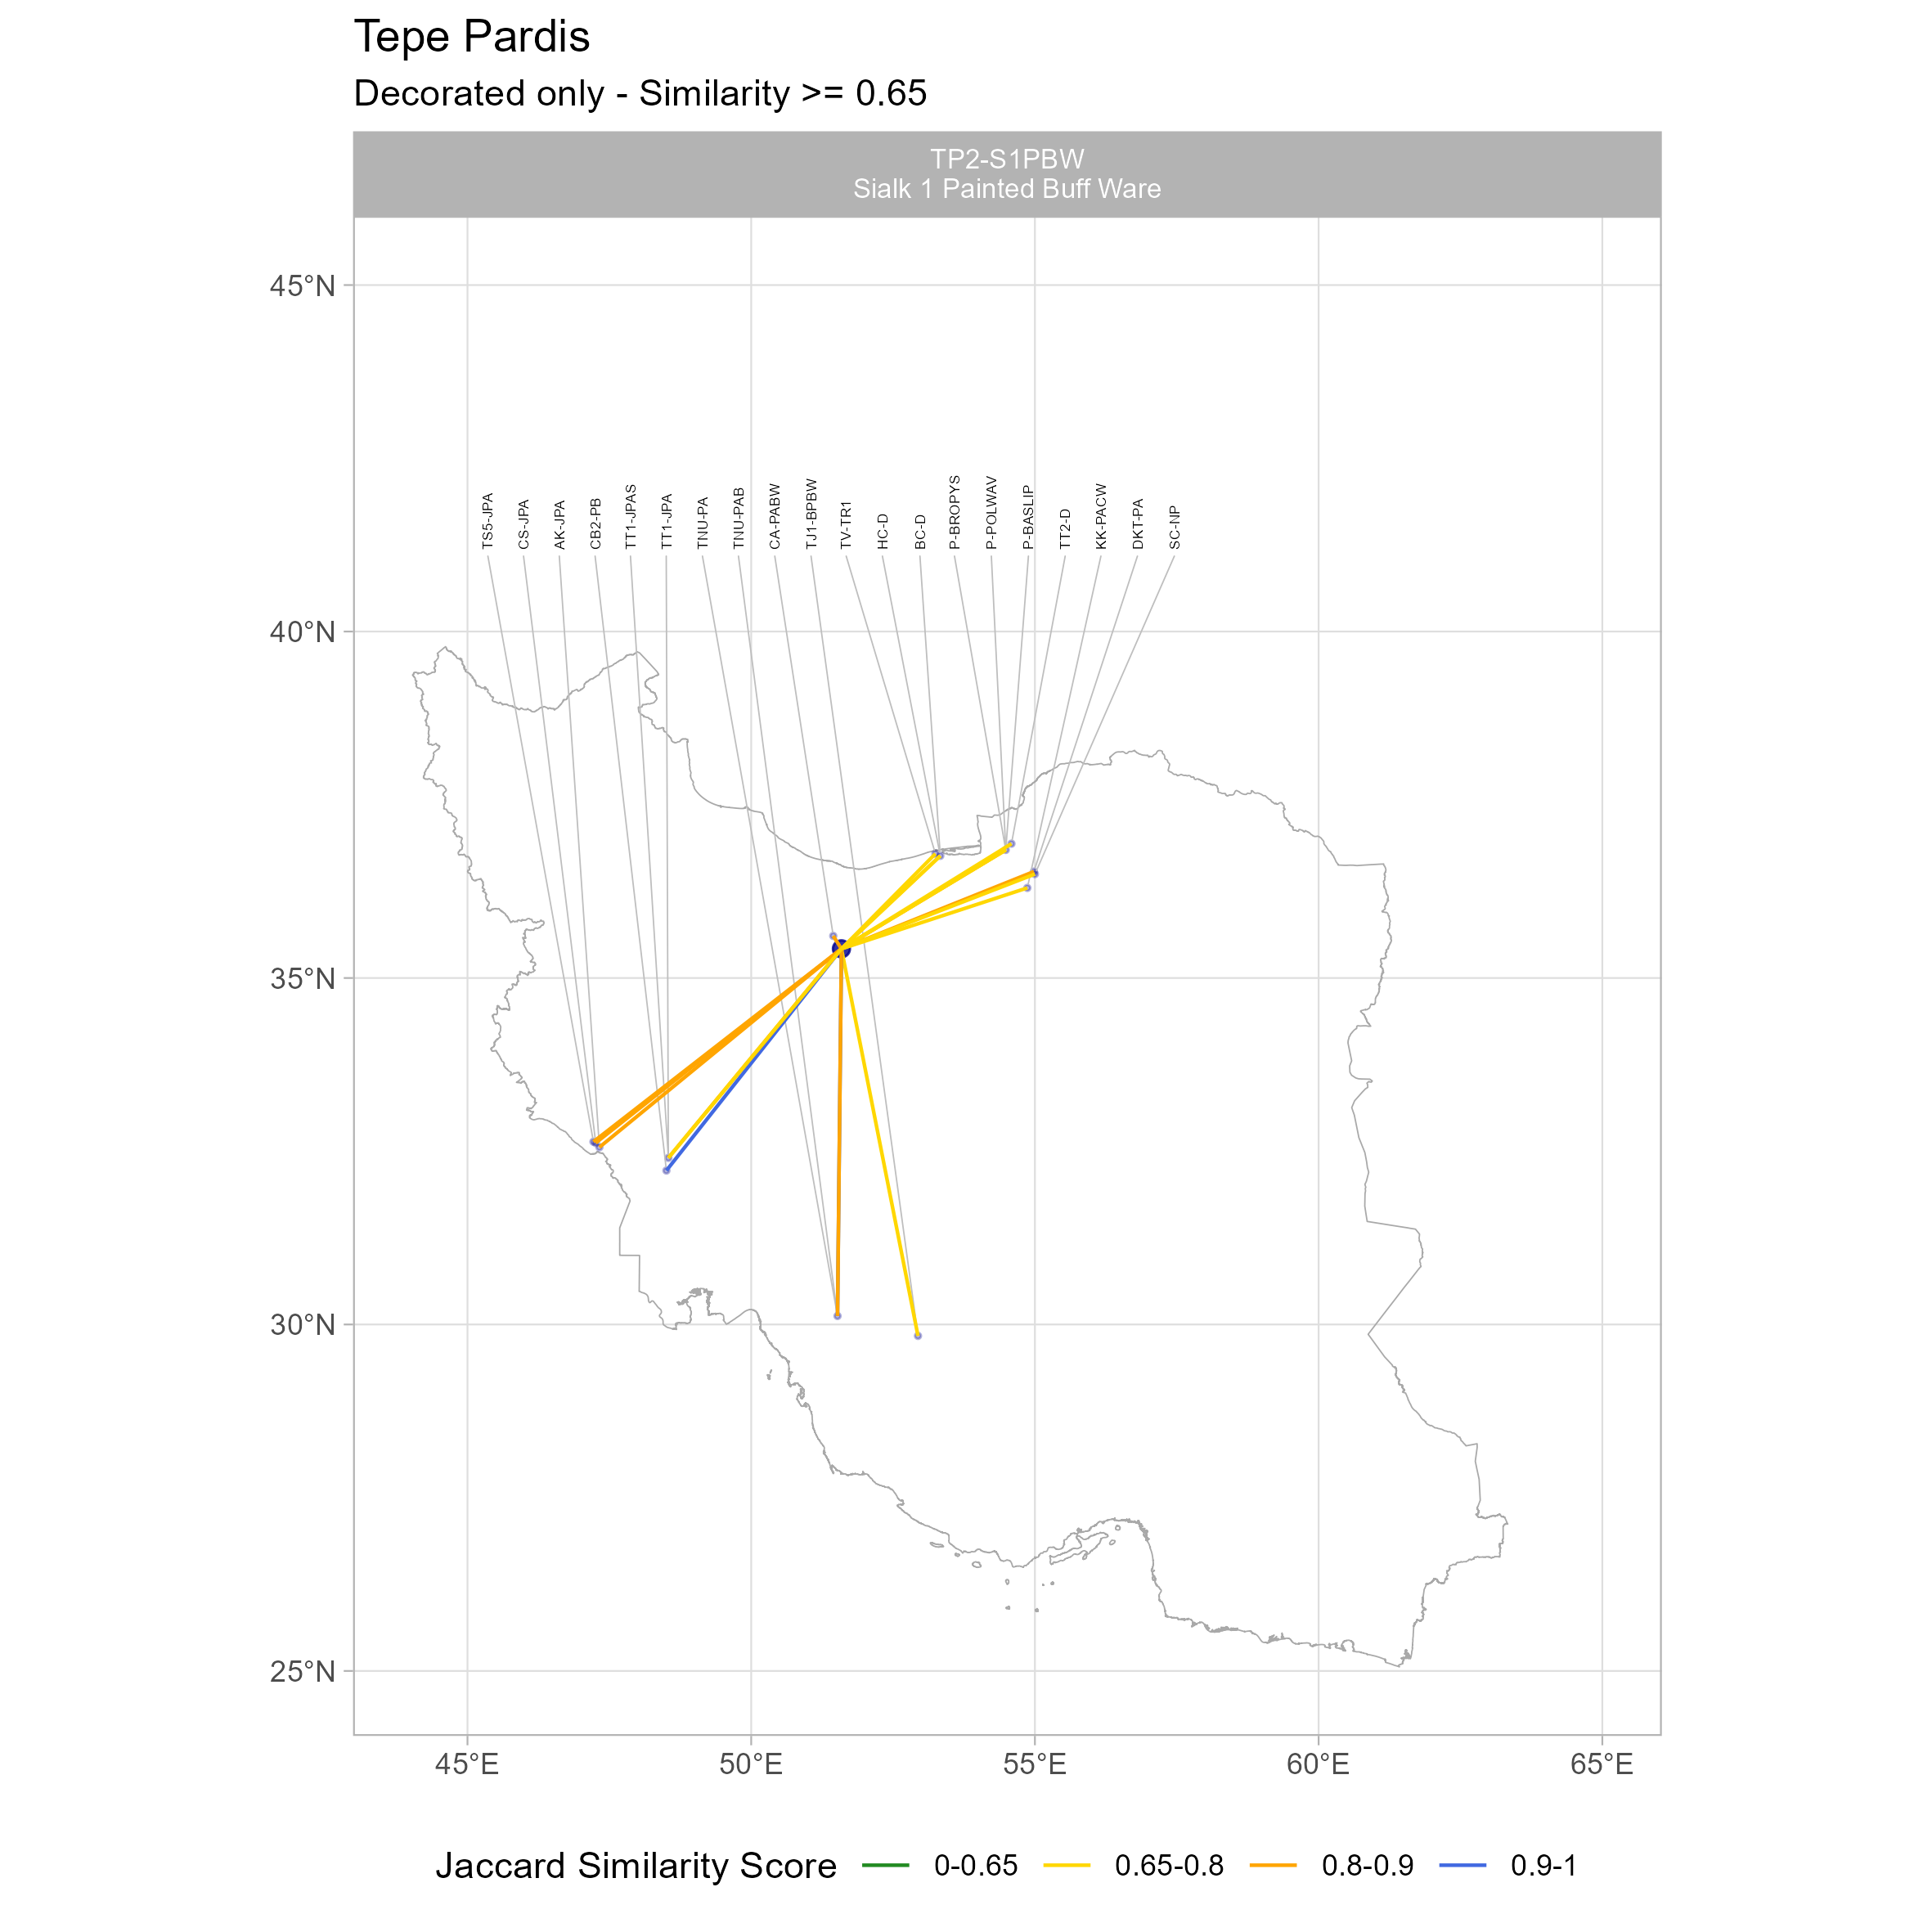 Tepe Pardis
Decorated only - Similarity >= 0.65
TP2-S1PBW
Sialk 1 Painted Buff Ware
45°N
40°N
35°N
30°N
25°N
TS5-JPA
CS-JPA
AK-JPA
CB2-PB
TT1-JPAS
TT1-JPA
TNU-PA
TNU-PAB
CA-PABW
TJ1-BPBW
TV-TR1
HC-D
BC-D
P-BROPYS
P-POLWAV
P-BASLIP
TT2-D
KK-PACW
DKT-PA
SC-NP
45°E 50°E 55°E 60°E 65°E
Jaccard Similarity Score 0-0.65 0.65-0.8 0.8-0.9 0.9-1